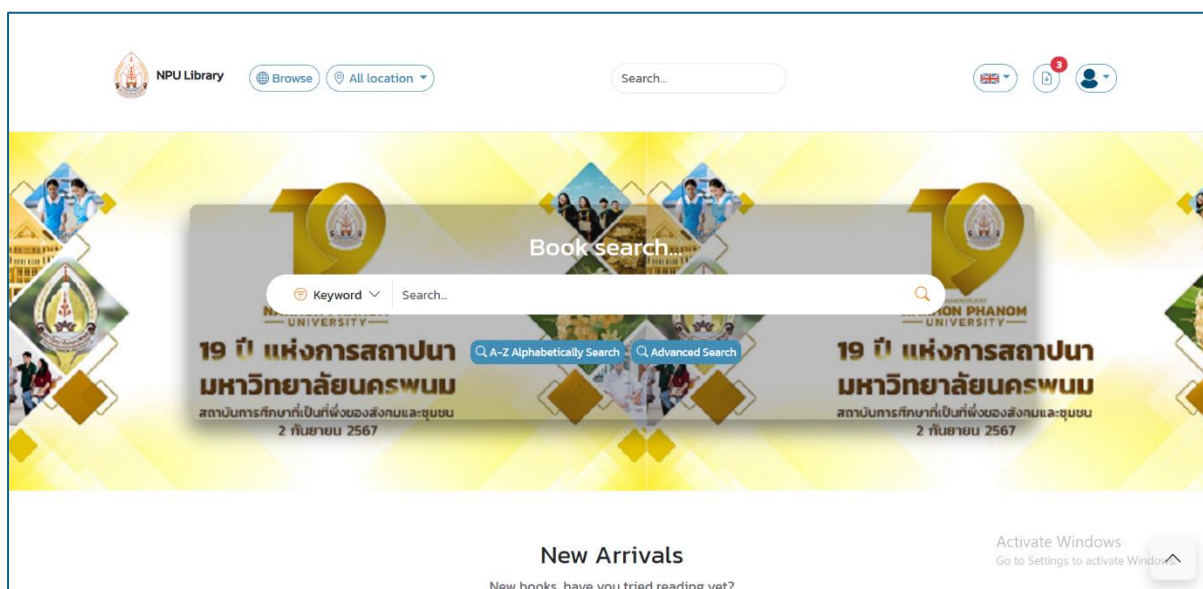 NPU Library
Browse
All location
Search...
3
Book search...
Keyword
Search...
A-Z Alphabetically Search
Advanced Search
UNIVERSITY
19 ปี แห่งการสถาปนา
มหาวิทยาลัยนครพนม
สถาบันการศึกษาที่เป็นที่พึ่งของสังคมและชุมชน
2 กันยายน 2567
PHANOM
UNIVERSITY
19 ปี แห่งการสถาปนา
มหาวิทยาลัยนครพนม
สถาบันการศึกษาที่เป็นที่พึ่งของสังคมและชุมชน
2 กันยายน 2567
New Arrivals
New books, have you tried reading yet?
Activate Windows
Go to Settings to activate Windows.